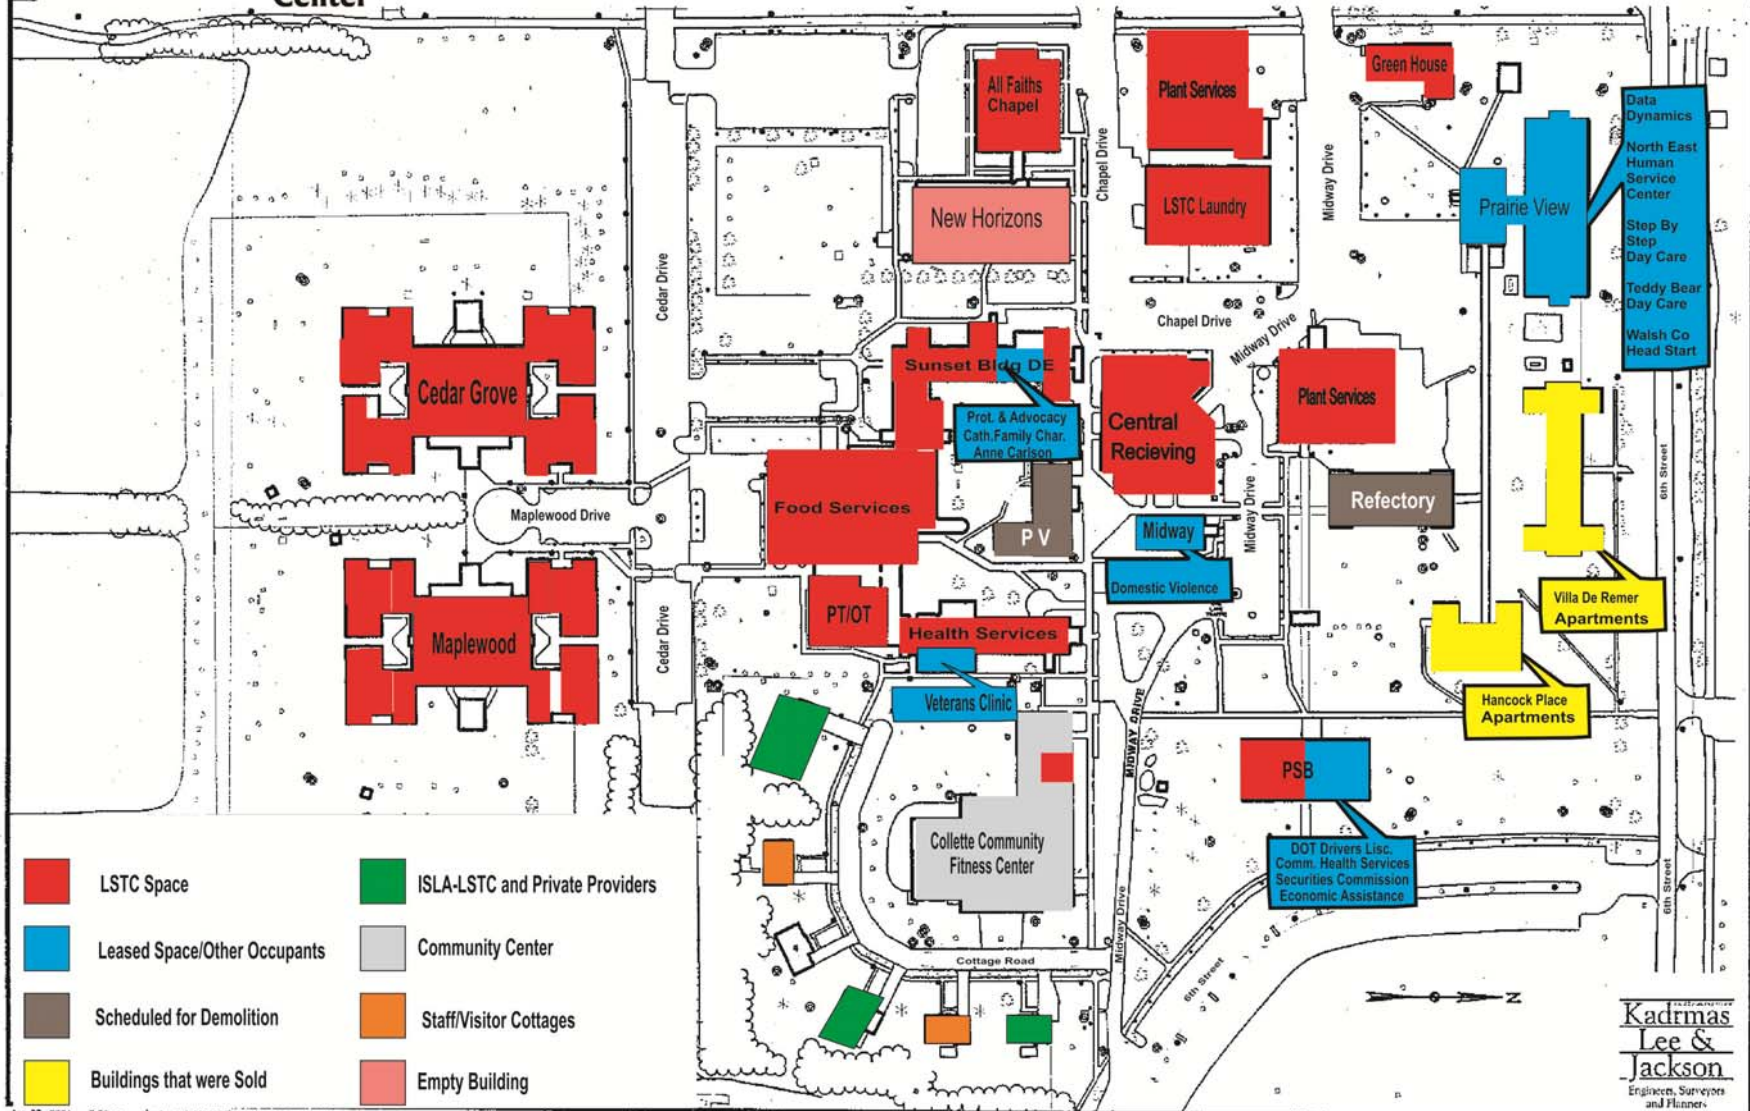 Center
All Faiths
Chapel
Plant Services
Green House
Data
Dynamics
North East
Human
Service
Center
Step By
Step
Day Care
Teddy Bear
Day Care
Walsh Co
Head Start
Chapel Drive
Midway Drive
LSTC Laundry
Prairie View
New Horizons
Cedar Drive
Chapel Drive
Midway Drive
Sunset Bldg DE
Cedar Grove
Plant Services
Prot. & Advocacy
Cath.Family Char.
Anne Carlson
Central
Recieving
6th Street
Food Services
Maplewood Drive
Refectory
Midway Drive
P V
Midway
Domestic Violence
Villa De Remer
Apartments
PT/OT
Health Services
Maplewood
Cedar Drive
Veterans Clinic
Hancock Place
Apartments
MIDWAY DRIVE
PSB
Collette Community
Fitness Center
DOT Drivers Lisc.
Comm. Health Services
Securities Commission
Economic Assistance
6th Street
Midway Drive
Cottage Road
6th Street
N
LSTC Space
Leased Space/Other Occupants
Scheduled for Demolition
Buildings that were Sold
ISLA-LSTC and Private Providers
Community Center
Staff/Visitor Cottages
Empty Building
Kadrmas
Lee &
Jackson
Engineers, Surveyors
and Planners